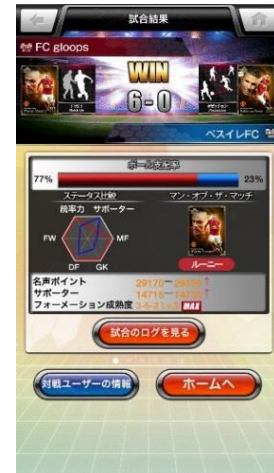 試合結果
FC gloops
WIN
6-0
ベスイレFC
ボール支配率
77%
23%
ステータス比較
マン・オブ・ザ・マッチ
統率力 サポーター
FW
MF
DF GK
ルーニー
名声ポイント
サポーター
フォーメーション成熟度 3-5-2 Lv.3 MAX
試合のログを見る
対戦ユーザーの情報
ホームへ